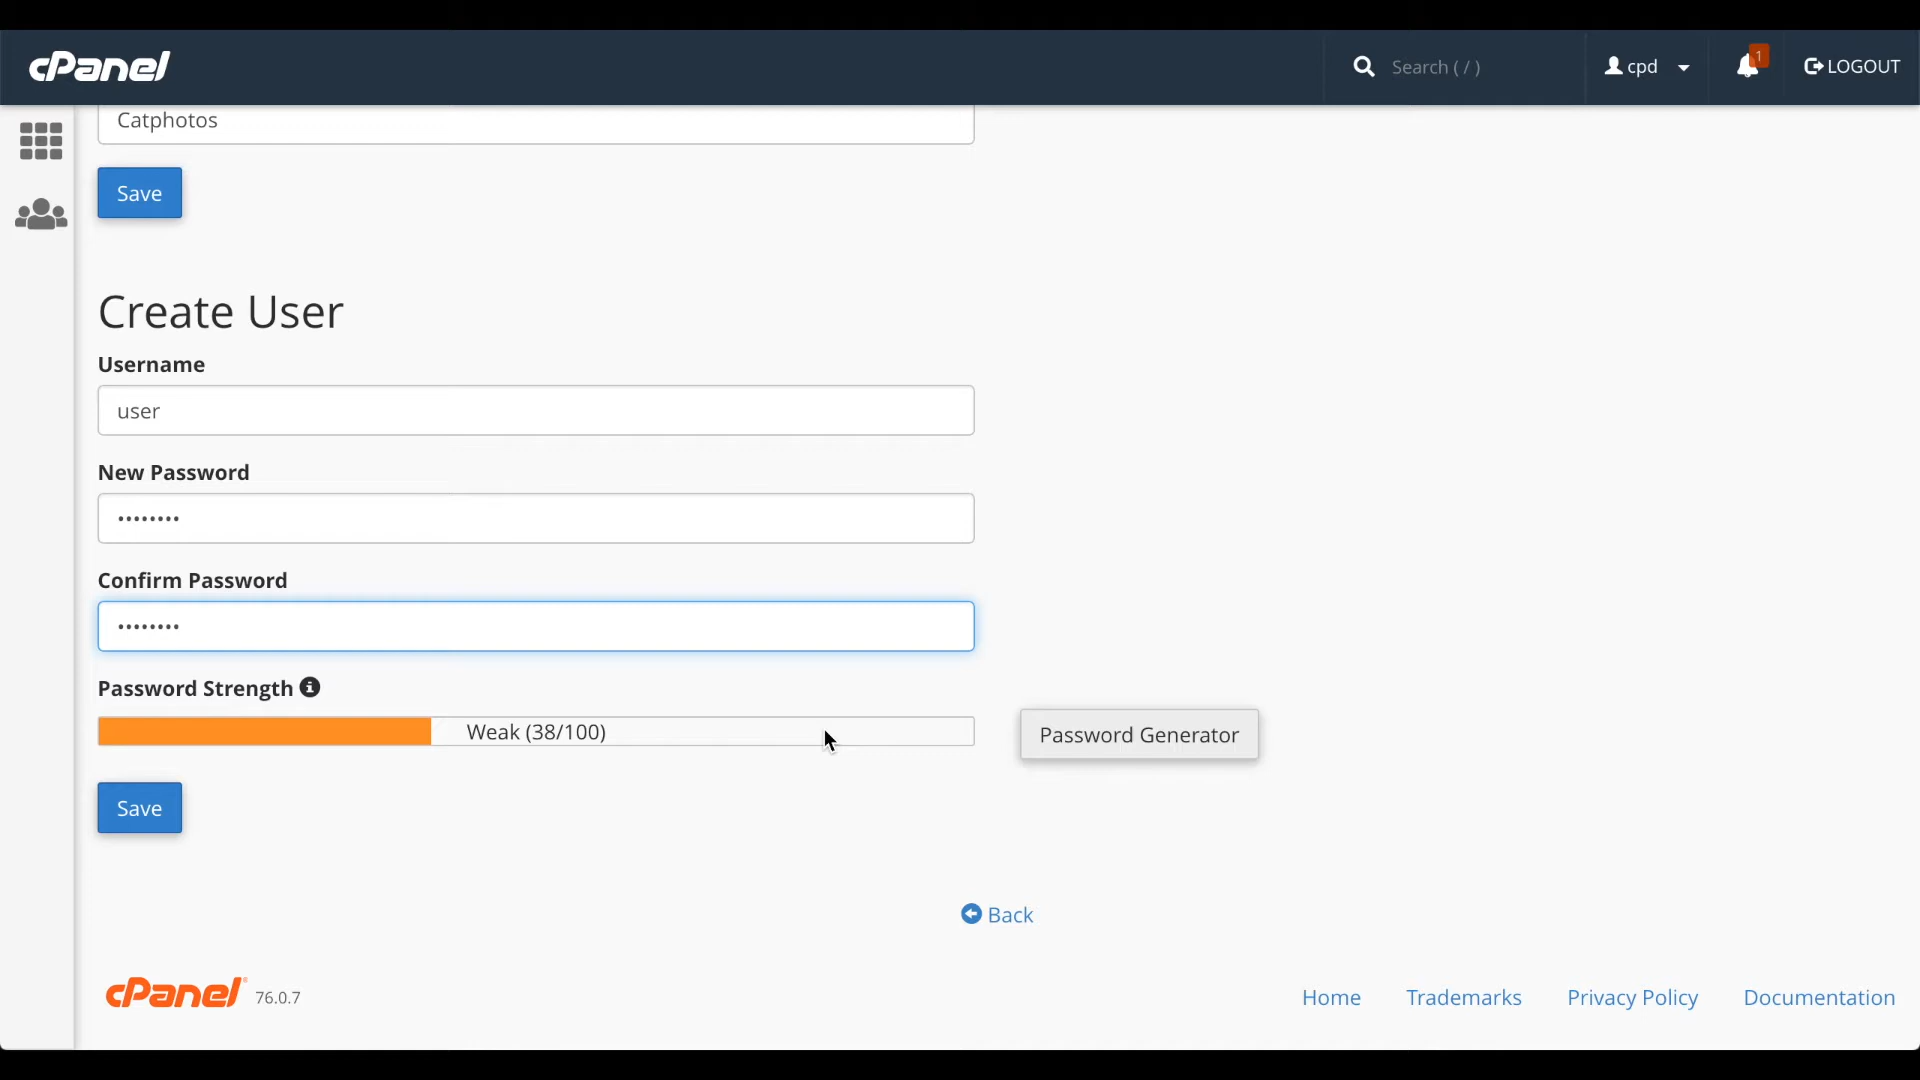 cPanel
Search ( / )
cpd
1
LOGOUT
Catphotos
Save
Create User
Username
user
New Password
••••••••
Confirm Password
••••••••
Password Strength
Weak (38/100)
Password Generator
Save
Back
cPanel 76.0.7
Home
Trademarks
Privacy Policy
Documentation